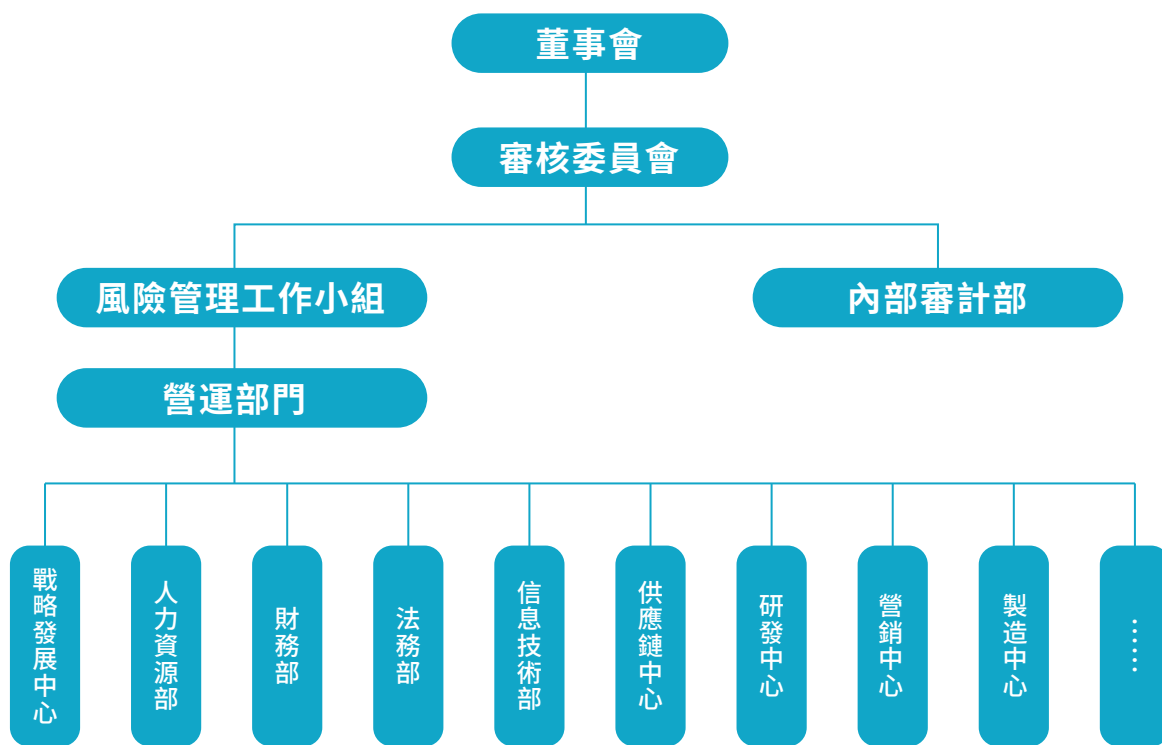 董事會
審核委員會
風險管理工作小組
內部審計部
營運部門
戰略發展中心
人力資源部
財務部
法務部
信息技術部
供應鏈中心
研發中心
營銷中心
製造中心
……